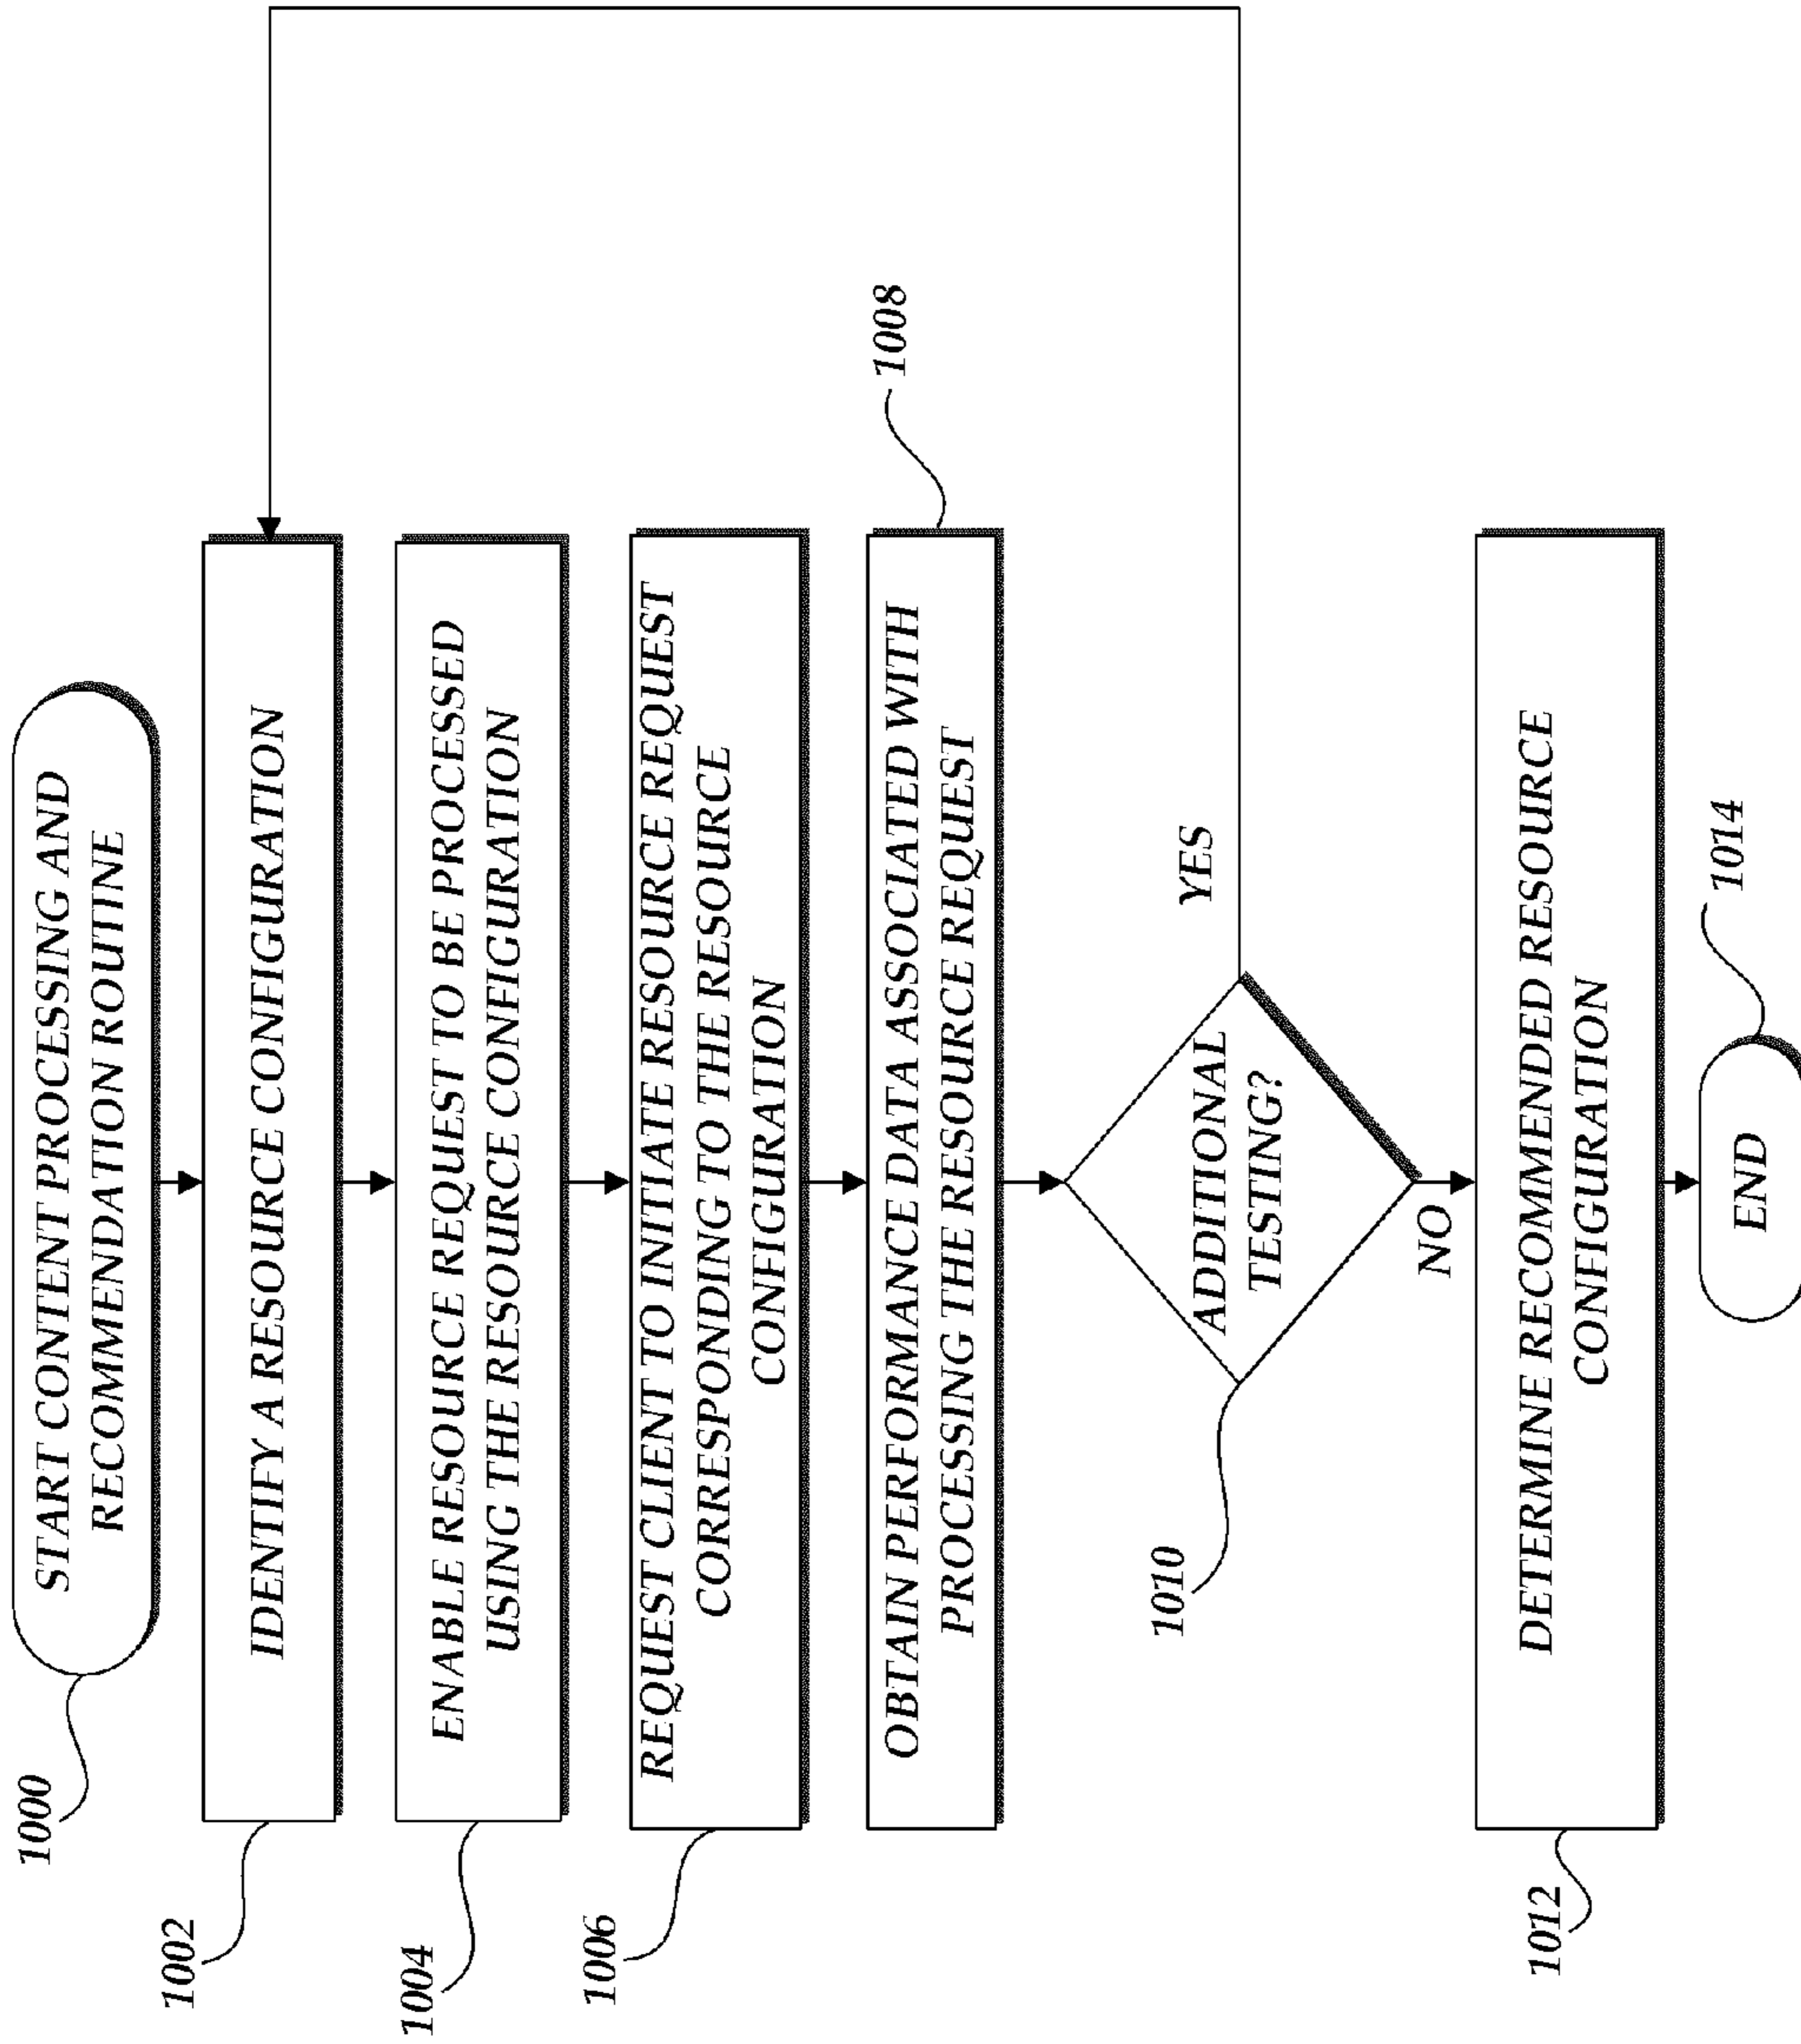 1000
START CONTENT PROCESSING AND
RECOMMENDATION ROUTINE
1002
IDENTIFY A RESOURCE CONFIGURATION
1004
ENABLE RESOURCE REQUEST TO BE PROCESSED
USING THE RESOURCE CONFIGURATION
1006
REQUEST CLIENT TO INITIATE RESOURCE REQUEST
CORRESPONDING TO THE RESOURCE
CONFIGURATION
1008
OBTAIN PERFORMANCE DATA ASSOCIATED WITH
PROCESSING THE RESOURCE REQUEST
1010
ADDITIONAL
TESTING?
YES
NO
1012
DETERMINE RECOMMENDED RESOURCE
CONFIGURATION
1014
END